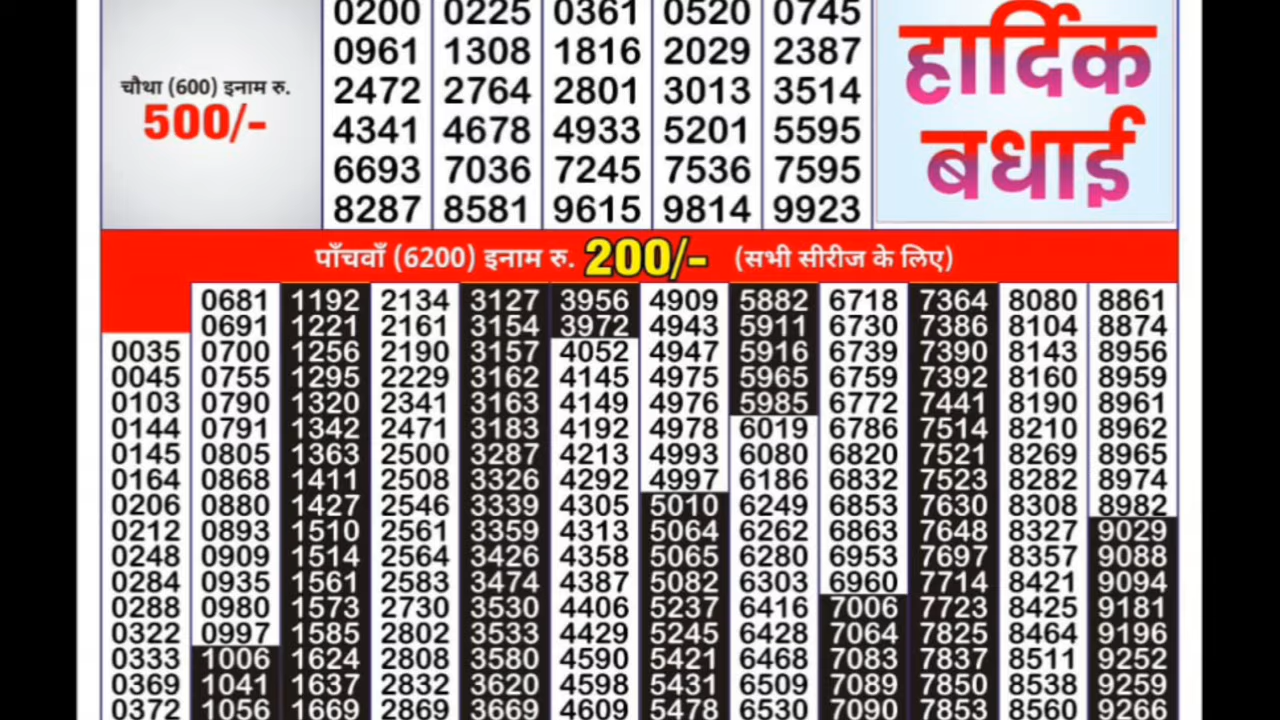 0200 0225 0361 0520 0745
0961 1308 1816 2029 2387
2472 2764 2801 3013 3514
4341 4678 4933 5201 5595
6693 7036 7245 7536 7595
8287 8581 9615 9814 9923
चौथा (600) इनाम रु.
500/-
हार्दिक
बधाई
पाँचवाँ (6200) इनाम रु. 200/- (सभी सीरीज के लिए)
0681 1192 2134 3127 3956 4909 5882 6718 7364 8080 8861
0691 1221 2161 3154 3972 4943 5911 6730 7386 8104 8874
0035 0700 1256 2190 3157 4052 4947 5916 6739 7390 8143 8956
0045 0755 1295 2229 3162 4145 4975 5965 6759 7392 8160 8959
0103 0790 1320 2341 3163 4149 4976 5985 6772 7441 8190 8961
0144 0791 1342 2471 3183 4192 4978 6019 6786 7514 8210 8962
0145 0805 1363 2500 3287 4213 4993 6080 6820 7521 8269 8965
0164 0868 1411 2508 3326 4292 4997 6186 6832 7523 8282 8974
0206 0880 1427 2546 3339 4305 5010 6249 6853 7630 8308 8982
0212 0893 1510 2561 3359 4313 5064 6262 6863 7648 8327 9029
0248 0909 1514 2564 3426 4358 5065 6280 6953 7697 8357 9088
0284 0935 1561 2583 3474 4387 5082 6303 6960 7714 8421 9094
0288 0980 1573 2730 3530 4406 5237 6416 7006 7723 8425 9181
0322 0997 1585 2802 3533 4429 5245 6428 7064 7825 8464 9196
0333 1006 1624 2808 3580 4590 5421 6468 7083 7837 8511 9252
0369 1041 1637 2832 3620 4598 5431 6509 7089 7850 8538 9259
0372 1056 1669 2869 3669 4609 5478 6530 7090 7853 8560 9266